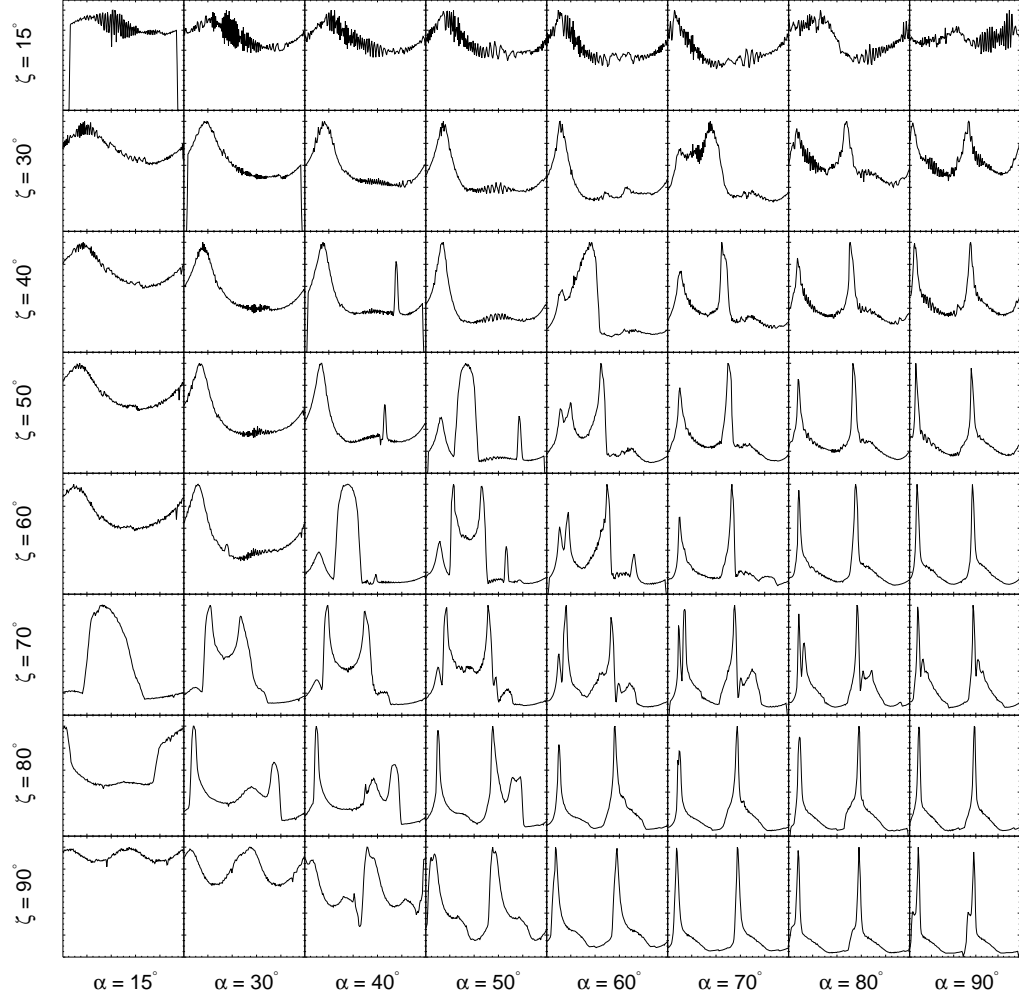 ζ = 15°
ζ = 30°
ζ = 40°
ζ = 50°
ζ = 60°
ζ = 70°
ζ = 80°
ζ = 90°
α = 15°
α = 30°
α = 40°
α = 50°
α = 60°
α = 70°
α = 80°
α = 90°